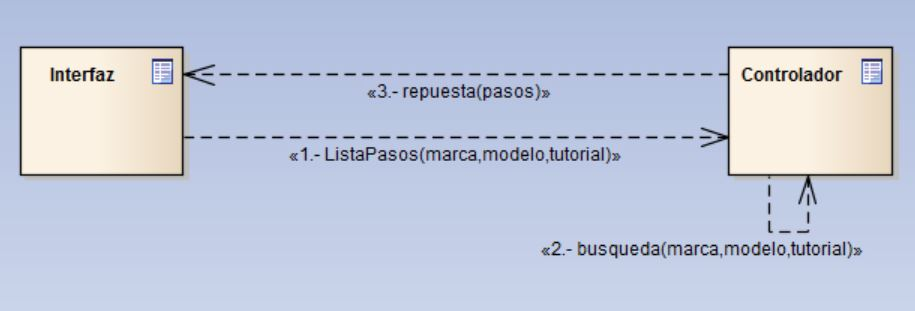 Interfaz
Controlador
«3.- repuesta(pasos)»
«1.- ListaPasos(marca,modelo,tutorial)»
«2.- busqueda(marca,modelo,tutorial)»